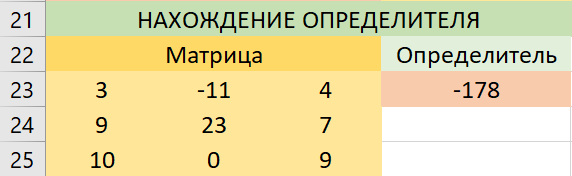 21 НАХОЖДЕНИЕ ОПРЕДЕЛИТЕЛЯ
22 Матрица Определитель
23 3 -11 4 -178
24 9 23 7
25 10 0 9